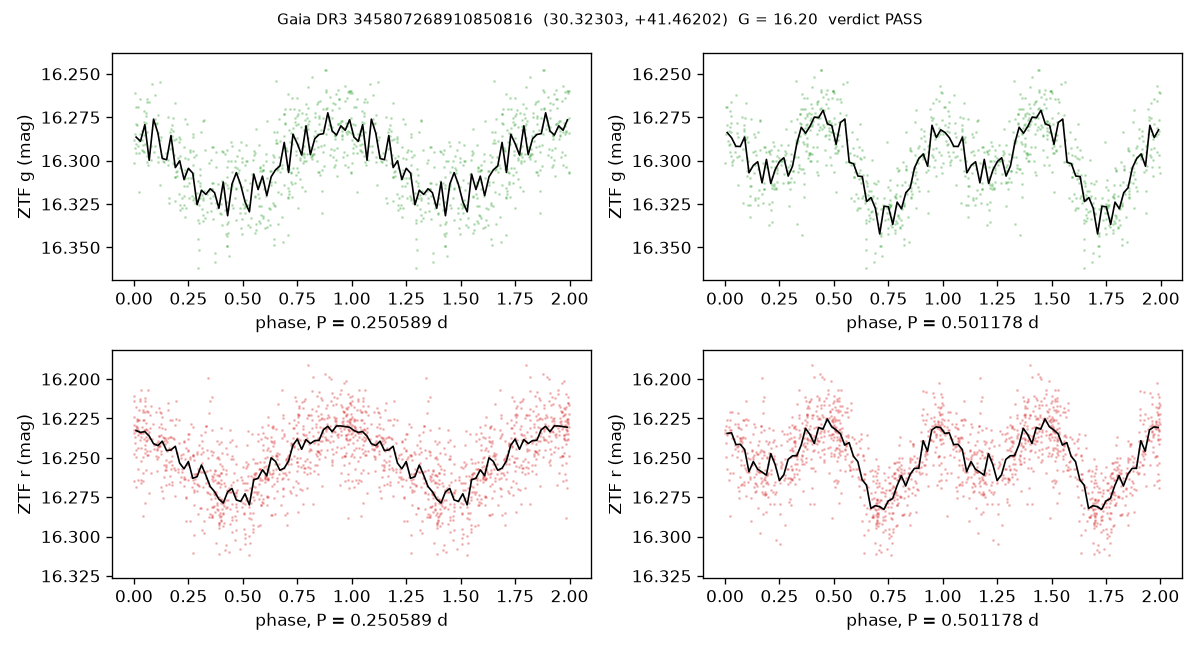 Gaia DR3 345807268910850816  (30.32303, +41.46202)  G = 16.20  verdict PASS
ZTF g (mag)
16.250
16.275
16.300
16.325
16.350
0.00 0.25 0.50 0.75 1.00 1.25 1.50 1.75 2.00
phase, P = 0.250589 d
ZTF g (mag)
16.250
16.275
16.300
16.325
16.350
0.00 0.25 0.50 0.75 1.00 1.25 1.50 1.75 2.00
phase, P = 0.501178 d
ZTF r (mag)
16.200
16.225
16.250
16.275
16.300
16.325
0.00 0.25 0.50 0.75 1.00 1.25 1.50 1.75 2.00
phase, P = 0.250589 d
ZTF r (mag)
16.200
16.225
16.250
16.275
16.300
16.325
0.00 0.25 0.50 0.75 1.00 1.25 1.50 1.75 2.00
phase, P = 0.501178 d